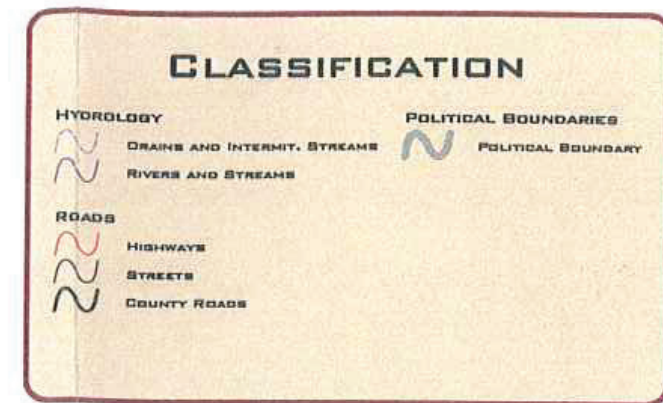 CLASSIFICATION
HYDROLOGY
DRAINS AND INTERMIT. STREAMS
RIVERS AND STREAMS
ROADS
HIGHWAYS
STREETS
COUNTY ROADS
POLITICAL BOUNDARIES
POLITICAL BOUNDARY